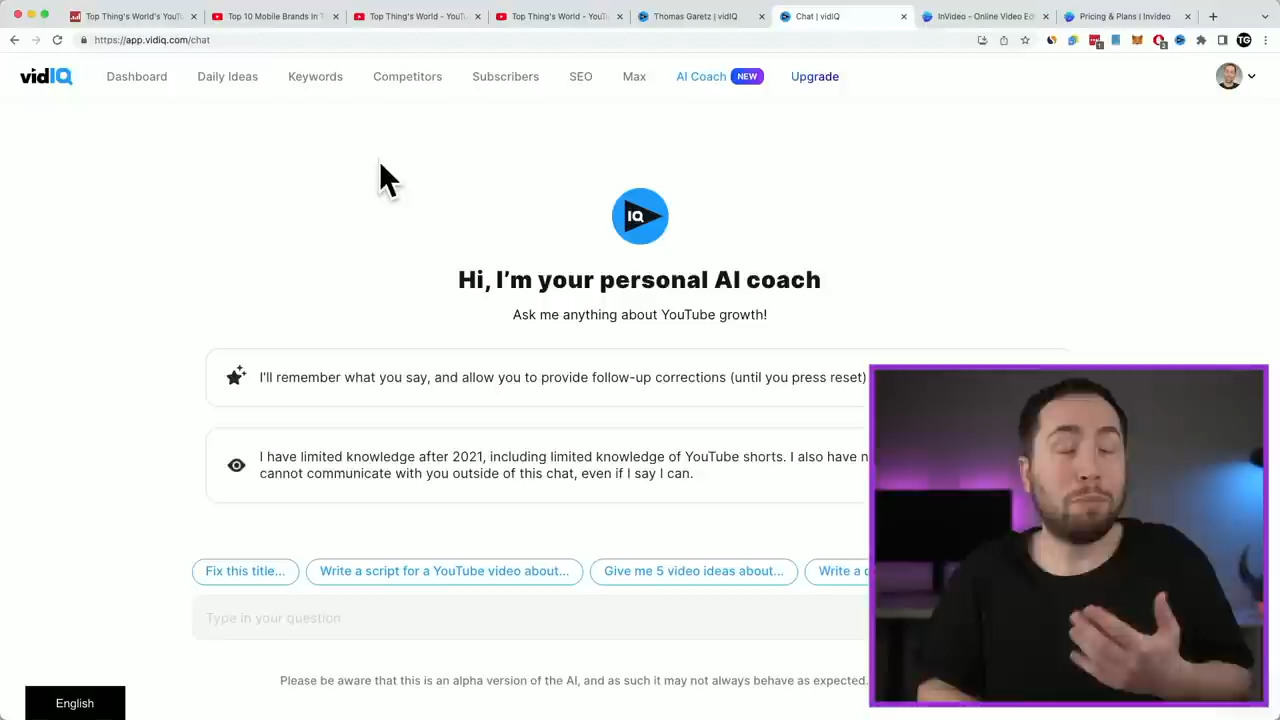 Top Thing's World's YouTu
Top 10 Mobile Brands In T
Top Thing's World - YouTu
Top Thing's World - YouTu
Thomas Garetz | vidIQ
Chat | vidIQ
InVideo - Online Video Ed
Pricing & Plans | Invideo
https://app.vidiq.com/chat
TG
vidIQ Dashboard Daily Ideas Keywords Competitors Subscribers SEO Max AI Coach NEW Upgrade
IQ
Hi, I'm your personal AI coach
Ask me anything about YouTube growth!
I'll remember what you say, and allow you to provide follow-up corrections (until you press reset)
I have limited knowledge after 2021, including limited knowledge of YouTube shorts. I also have n
cannot communicate with you outside of this chat, even if I say I can.
Fix this title... Write a script for a YouTube video about... Give me 5 video ideas about... Write a d
Type in your question
Please be aware that this is an alpha version of the AI, and as such it may not always behave as expected.
English